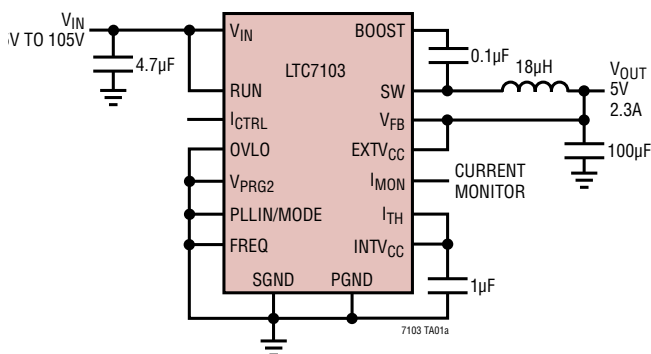 VIN
5V TO 105V
4.7µF
VIN
RUN
ICTRL
OVLO
VPRG2
PLLIN/MODE
FREQ
LTC7103
BOOST
SW
VFB
EXTVCC
IMON
ITH
INTVCC
SGND PGND
0.1µF
18µH
VOUT
5V
2.3A
100µF
CURRENT
MONITOR
1µF
7103 TA01a